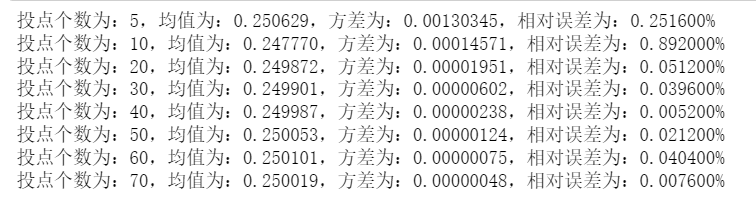 投点个数为：5，均值为：0.250629，方差为：0.00130345，相对误差为：0.251600%
投点个数为：10，均值为：0.247770，方差为：0.00014571，相对误差为：0.892000%
投点个数为：20，均值为：0.249872，方差为：0.00001951，相对误差为：0.051200%
投点个数为：30，均值为：0.249901，方差为：0.00000602，相对误差为：0.039600%
投点个数为：40，均值为：0.249987，方差为：0.00000238，相对误差为：0.005200%
投点个数为：50，均值为：0.250053，方差为：0.00000124，相对误差为：0.021200%
投点个数为：60，均值为：0.250101，方差为：0.00000075，相对误差为：0.040400%
投点个数为：70，均值为：0.250019，方差为：0.00000048，相对误差为：0.007600%